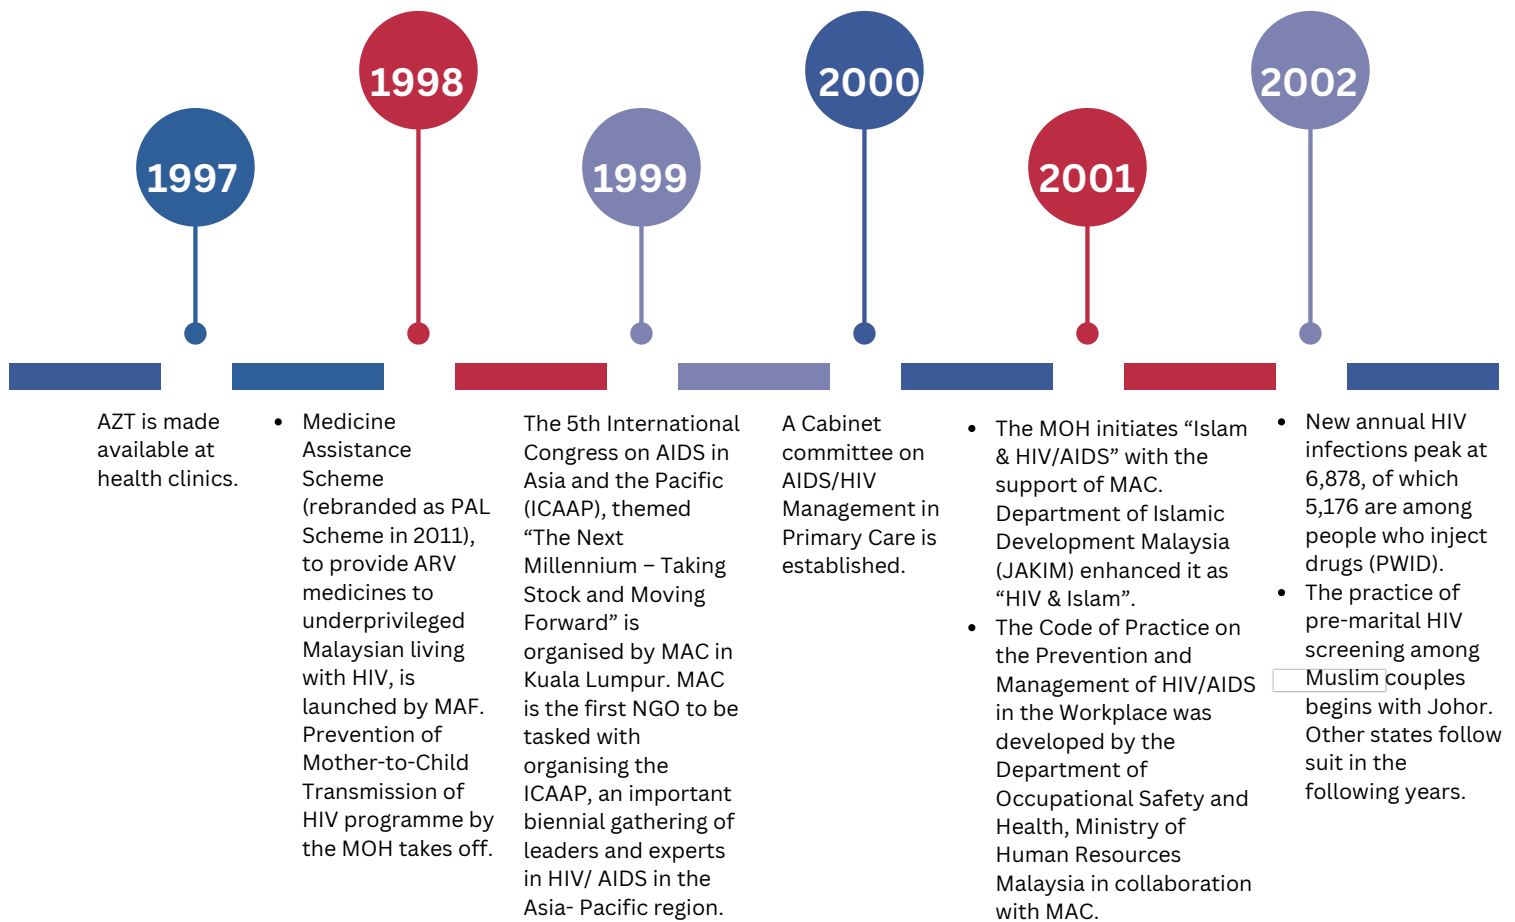 1997
1998
1999
2000
2001
2002
AZT is made
available at
health clinics.
• Medicine
Assistance
Scheme
(rebranded as PAL
Scheme in 2011),
to provide ARV
medicines to
underprivileged
Malaysian living
with HIV, is
launched by MAF.
Prevention of
Mother-to-Child
Transmission of
HIV programme by
the MOH takes off.
The 5th International
Congress on AIDS in
Asia and the Pacific
(ICAAP), themed
“The Next
Millennium – Taking
Stock and Moving
Forward” is
organised by MAC in
Kuala Lumpur. MAC
is the first NGO to be
tasked with
organising the
ICAAP, an important
biennial gathering of
leaders and experts
in HIV/ AIDS in the
Asia- Pacific region.
A Cabinet
committee on
AIDS/HIV
Management in
Primary Care is
established.
• The MOH initiates “Islam
& HIV/AIDS” with the
support of MAC.
Department of Islamic
Development Malaysia
(JAKIM) enhanced it as
“HIV & Islam”.
• The Code of Practice on
the Prevention and
Management of HIV/AIDS
in the Workplace was
developed by the
Department of
Occupational Safety and
Health, Ministry of
Human Resources
Malaysia in collaboration
with MAC.
• New annual HIV
infections peak at
6,878, of which
5,176 are among
people who inject
drugs (PWID).
• The practice of
pre-marital HIV
screening among
Muslim couples
begins with Johor.
Other states follow
suit in the
following years.